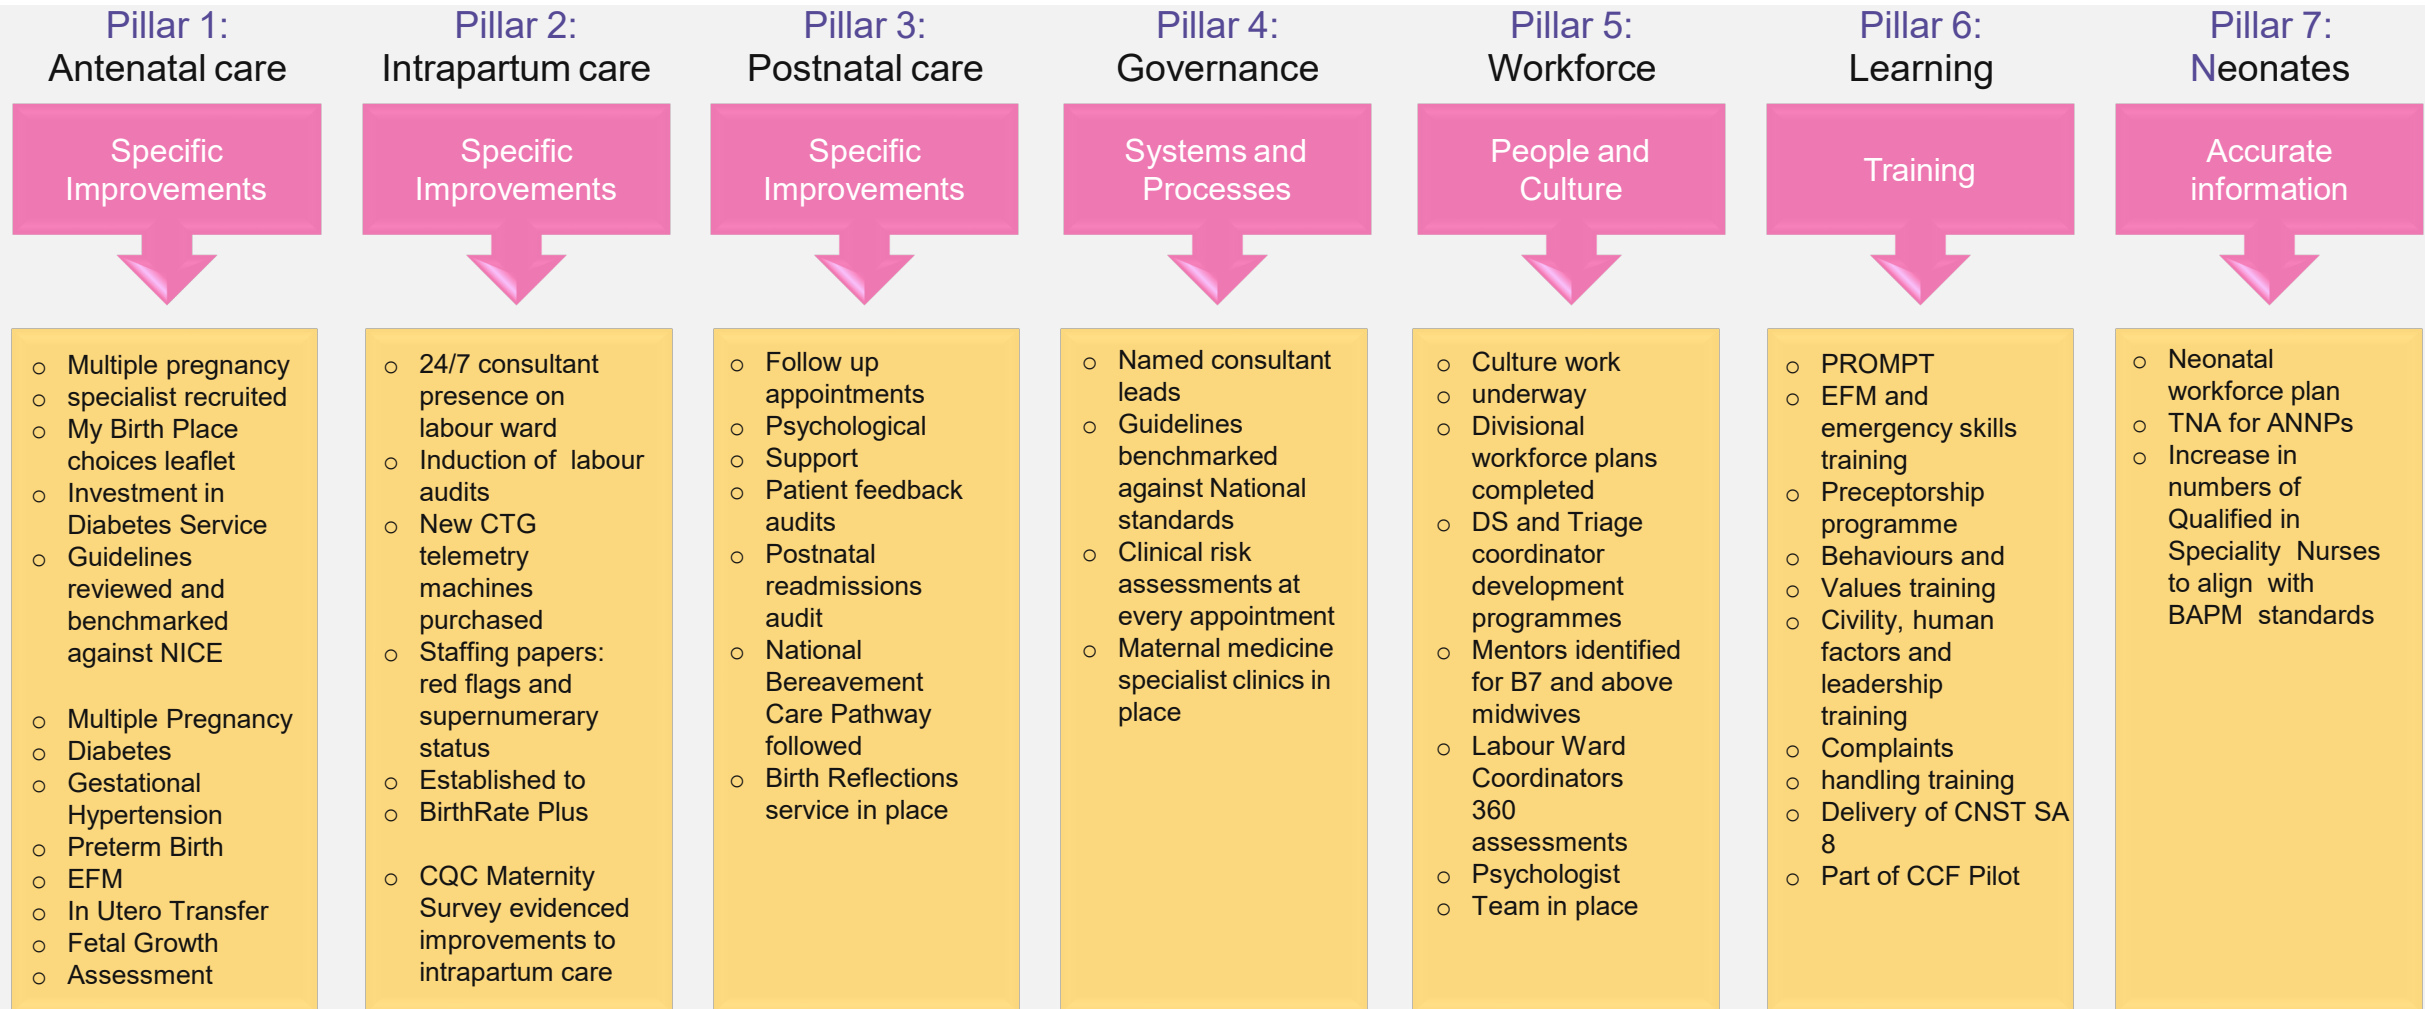 Pillar 1:
Antenatal care
Specific
Improvements
○ Multiple pregnancy
○ specialist recruited
○ My Birth Place
choices leaflet
○ Investment in
Diabetes Service
○ Guidelines
reviewed and
benchmarked
against NICE
○ Multiple Pregnancy
○ Diabetes
○ Gestational
Hypertension
○ Preterm Birth
○ EFM
○ In Utero Transfer
○ Fetal Growth
○ Assessment
Pillar 2:
Intrapartum care
Specific
Improvements
○ 24/7 consultant
presence on
labour ward
○ Induction of labour
audits
○ New CTG
telemetry
machines
purchased
○ Staffing papers:
red flags and
supernumerary
status
○ Established to
○ BirthRate Plus
○ CQC Maternity
Survey evidenced
improvements to
intrapartum care
Pillar 3:
Postnatal care
Specific
Improvements
○ Follow up
appointments
○ Psychological
○ Support
○ Patient feedback
audits
○ Postnatal
readmissions
audit
○ National
Bereavement
Care Pathway
followed
○ Birth Reflections
service in place
Pillar 4:
Governance
Systems and
Processes
○ Named consultant
leads
○ Guidelines
benchmarked
against National
standards
○ Clinical risk
assessments at
every appointment
○ Maternal medicine
specialist clinics in
place
Pillar 5:
Workforce
People and
Culture
○ Culture work
○ underway
○ Divisional
workforce plans
completed
○ DS and Triage
coordinator
development
programmes
○ Mentors identified
for B7 and above
midwives
○ Labour Ward
Coordinators
360
assessments
○ Psychologist
○ Team in place
Pillar 6:
Learning
Training
○ PROMPT
○ EFM and
emergency skills
training
○ Preceptorship
programme
○ Behaviours and
○ Values training
○ Civility, human
factors and
leadership
training
○ Complaints
○ handling training
○ Delivery of CNST SA
8
○ Part of CCF Pilot
Pillar 7:
Neonates
Accurate
information
○ Neonatal
workforce plan
○ TNA for ANNPs
○ Increase in
numbers of
Qualified in
Speciality Nurses
to align with
BAPM standards